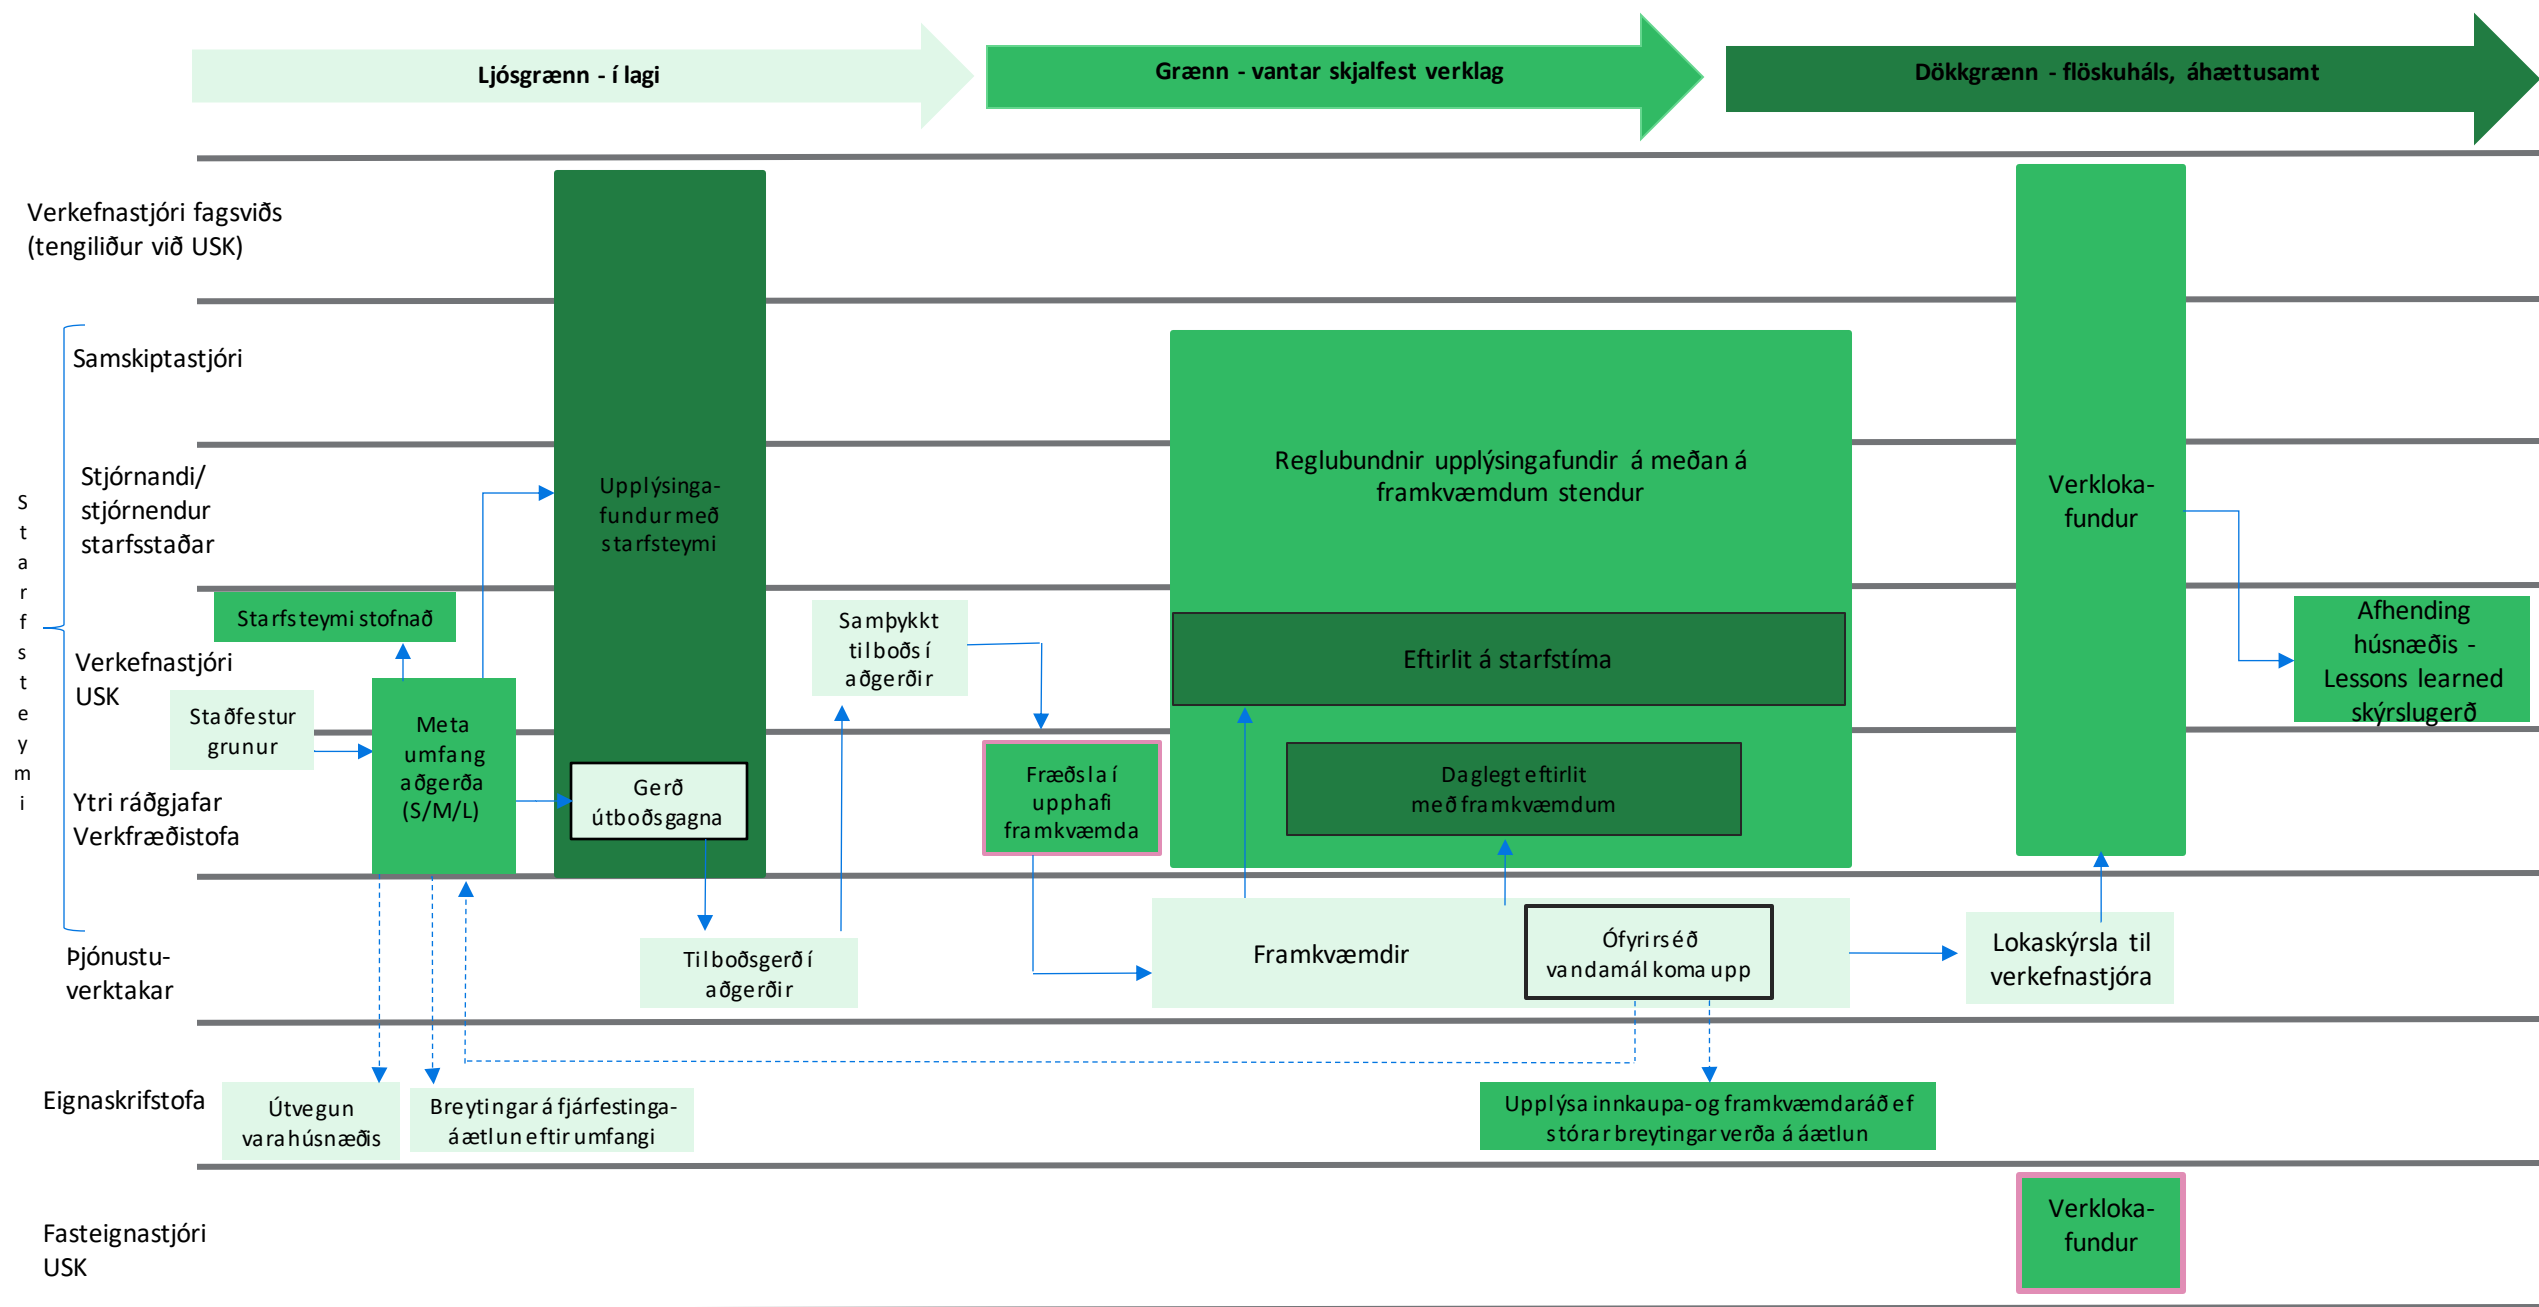 Ljósgrænn - í lagi
Grænn - vantar skjalfest verklag
Dökkgrænn - flöskuháls, áhættusamt
Verkefnastjóri fagsviðs
(tengiliður við USK)
Starfsteymi
Samskiptastjóri
Stjórnandi/
stjórnendur
starfsstaðar
Verkefnastjóri
USK
Ytri ráðgjafar
Verkfræðistofa
Þjónustu-
verktakar
Eignaskrifstofa
Fasteignastjóri
USK
Starfsteymi stofnað
Staðfestur
grunur
Meta
umfang
aðgerða
(S/M/L)
Upplýsinga-
fundur með
starfsteymi
Gerð
útboðsgagna
Tilboðsgerð í
aðgerðir
Samþykkt
tilboðs í
aðgerðir
Fræðsla í
upphafi
framkvæmda
Reglubundnir upplýsingafundir á meðan á
framkvæmdum stendur
Eftirlit á starfstíma
Daglegt eftirlit
með framkvæmdum
Framkvæmdir
Ófyrirséð
vandamál koma upp
Lokaskýrsla til
verkefnastjóra
Verkloka-
fundur
Afhending
húsnæðis -
Lessons learned
skýrslugerð
Útvegun
varahúsnæðis
Breytingar á fjárfestinga-
áætlun eftir umfangi
Upplýsa innkaupa- og framkvæmdaráð ef
stórar breytingar verða á áætlun
Verkloka-
fundur